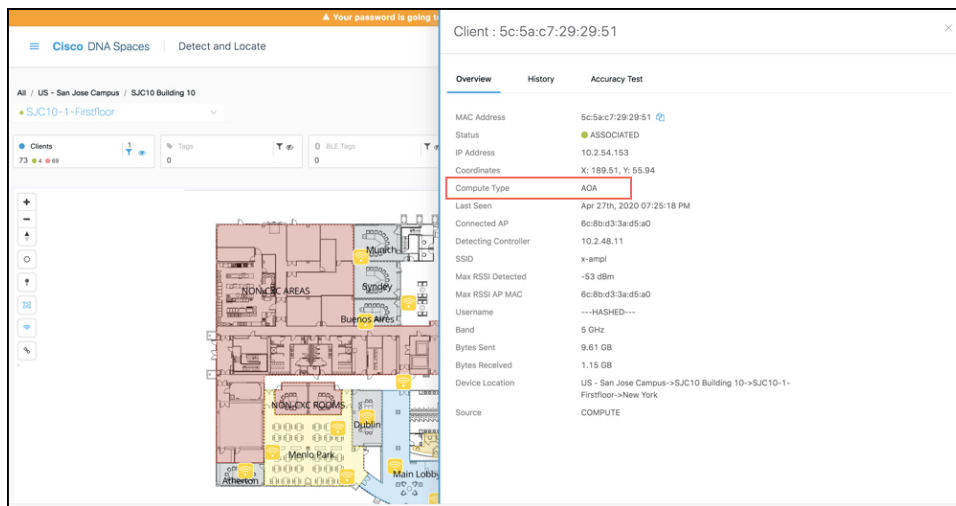 Your password is going to
Cisco DNA Spaces
Detect and Locate
All / US - San Jose Campus / SJC10 Building 10
SJC10-1-Firstfloor
Clients
1
73 4 69
Tags
0
BLE Tags
0
Munich
Syndey
NON-CXC AREAS
Buenos Aires
NON-CXC ROOMS
Dublin
Menlo Park
Atherton
Main Lobby
Client : 5c:5a:c7:29:29:51
Overview History Accuracy Test
MAC Address 5c:5a:c7:29:29:51
Status ASSOCIATED
IP Address 10.2.54.153
Coordinates X: 189.51, Y: 55.94
Compute Type AOA
Last Seen Apr 27th, 2020 07:25:18 PM
Connected AP 6c:8b:d3:3a:d5:a0
Detecting Controller 10.2.48.11
SSID x-ampl
Max RSSI Detected -53 dBm
Max RSSI AP MAC 6c:8b:d3:3a:d5:a0
Username ---HASHED---
Band 5 GHz
Bytes Sent 9.61 GB
Bytes Received 1.15 GB
Device Location US - San Jose Campus->SJC10 Building 10->SJC10-1-
Firstfloor->New York
Source COMPUTE